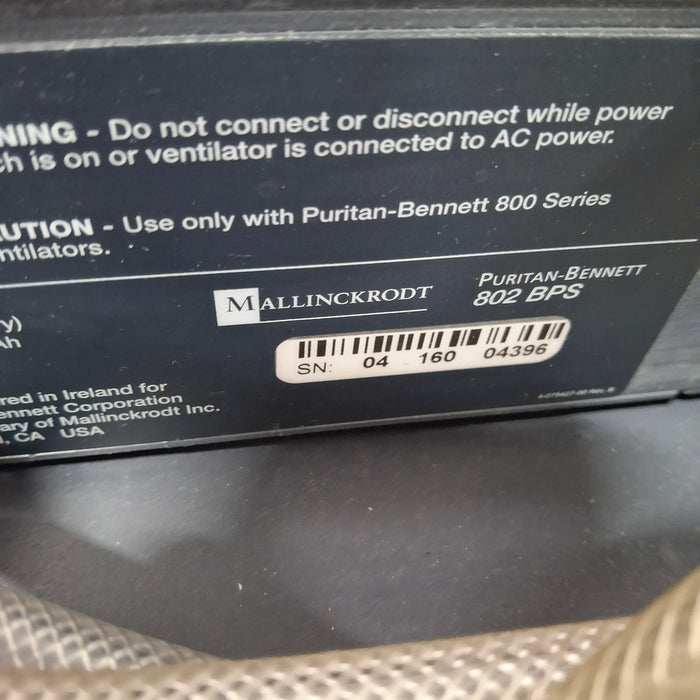 NING - Do not connect or disconnect while power
ch is on or ventilator is connected to AC power.
UTION - Use only with Puritan-Bennett 800 Series
ntilators.
MALLINCKRODT
PURITAN-BENNETT
802 BPS
y)
Ah
SN: 04 160 04396
red in Ireland for
ennett Corporation
ary of Mallinckrodt Inc.
, CA USA